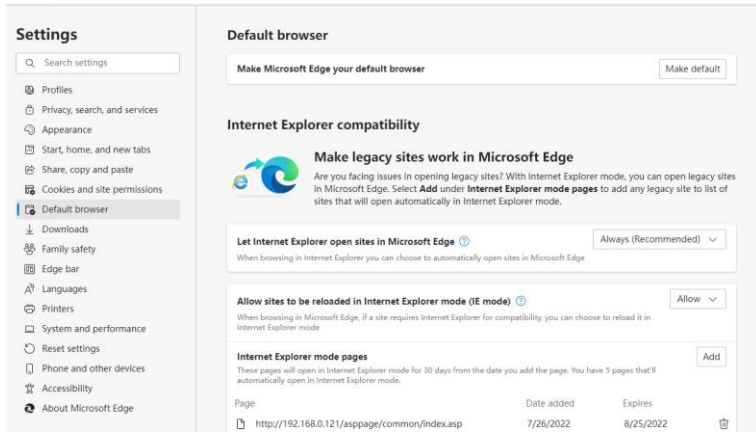 Settings
Search settings
Profiles
Privacy, search, and services
Appearance
Start, home, and new tabs
Share, copy and paste
Cookies and site permissions
Default browser
Downloads
Family safety
Edge bar
Languages
Printers
System and performance
Reset settings
Phone and other devices
Accessibility
About Microsoft Edge
Default browser
Make Microsoft Edge your default browser
Make default
Internet Explorer compatibility
Make legacy sites work in Microsoft Edge
Are you facing issues in opening legacy sites? With Internet Explorer mode, you can open legacy sites
in Microsoft Edge. Select Add under Internet Explorer mode pages to add any legacy site to list of
sites that will open automatically in Internet Explorer mode.
Let Internet Explorer open sites in Microsoft Edge
Always (Recommended)
When browsing in Internet Explorer you can choose to automatically open sites in Microsoft Edge
Allow sites to be reloaded in Internet Explorer mode (IE mode)
Allow
When browsing in Microsoft Edge, if a site requires Internet Explorer for compatibility, you can choose to reload it in
Internet Explorer mode
Internet Explorer mode pages
Add
These pages will open in Internet Explorer mode for 30 days from the date you add the page. You have 5 pages that'll
automatically open in Internet Explorer mode.
Page Date added Expires
http://192.168.0.121/asppage/common/Index.asp 7/26/2022 8/25/2022